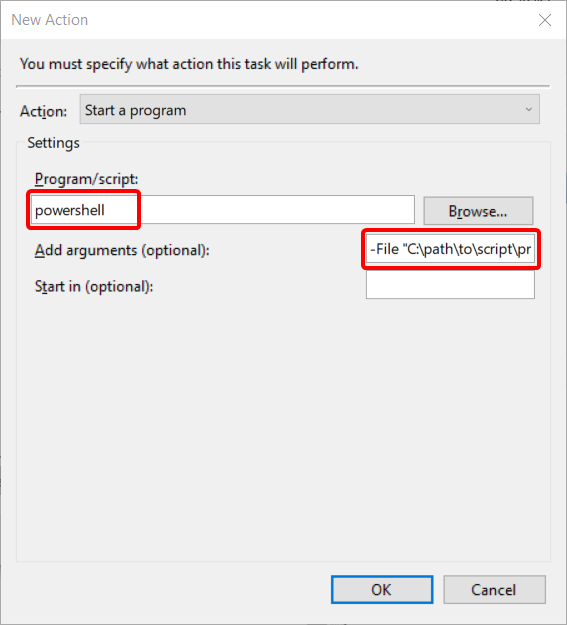 New Action
You must specify what action this task will perform.
Action: Start a program
Settings
Program/script:
powershell
Browse...
Add arguments (optional): -File "C:\path\to\script\pr
Start in (optional):
OK Cancel